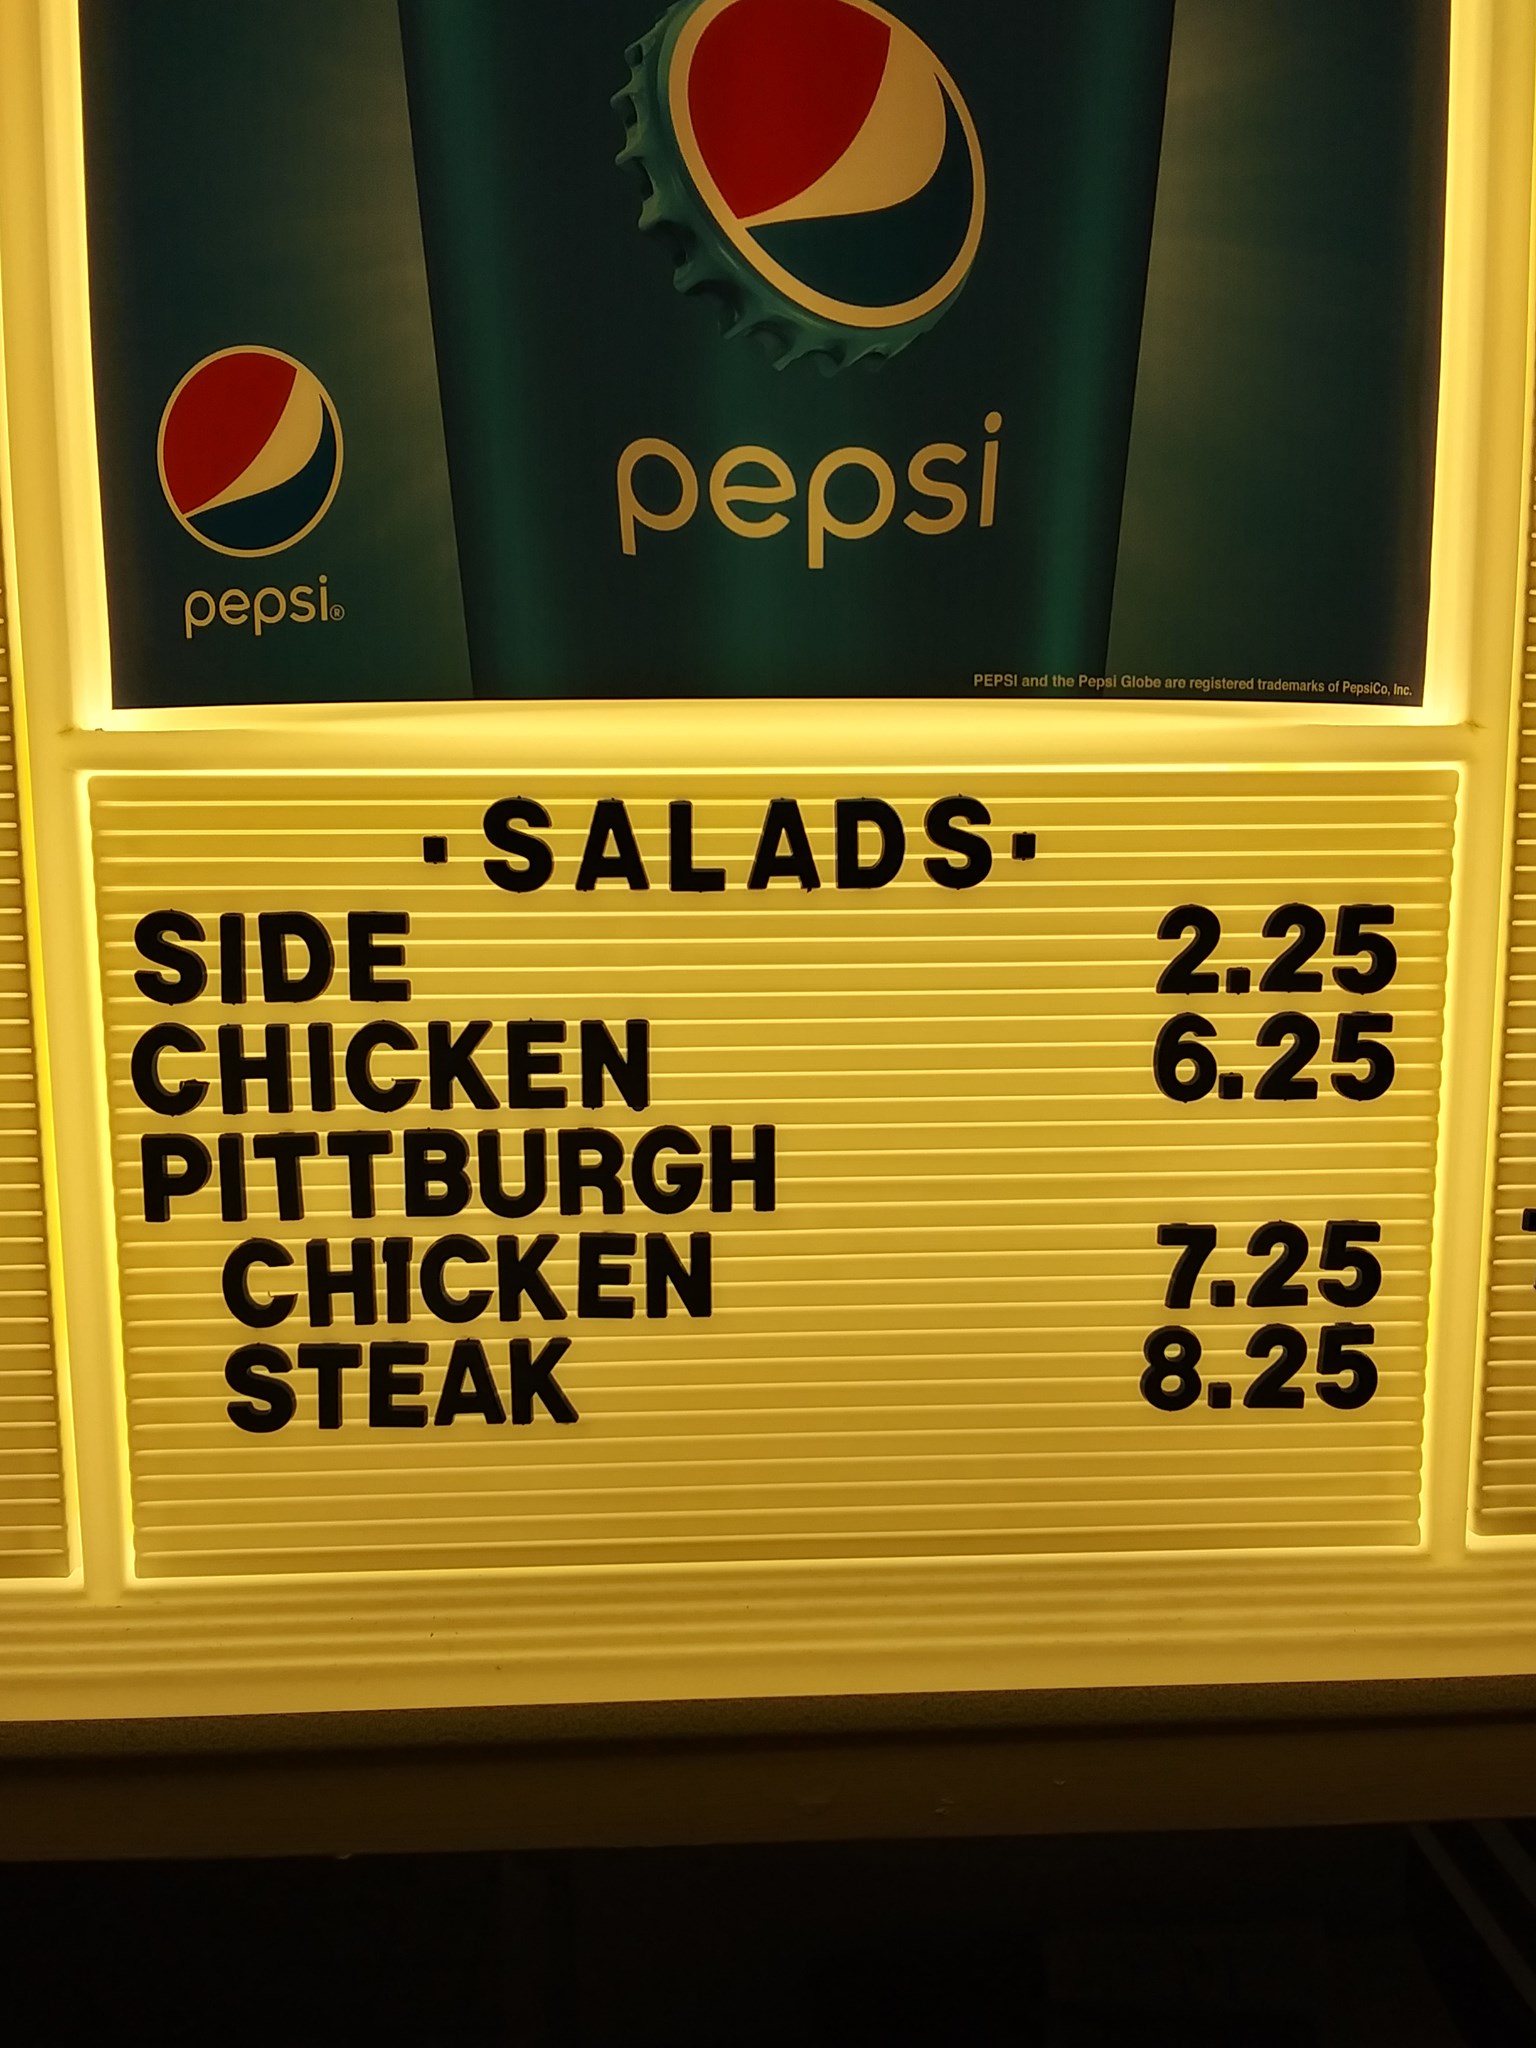 pepsi
pepsi®
PEPSI and the Pepsi Globe are registered trademarks of PepsiCo, Inc.
· SALADS ·
SIDE 2.25
CHICKEN 6.25
PITTBURGH
CHICKEN 7.25
STEAK 8.25